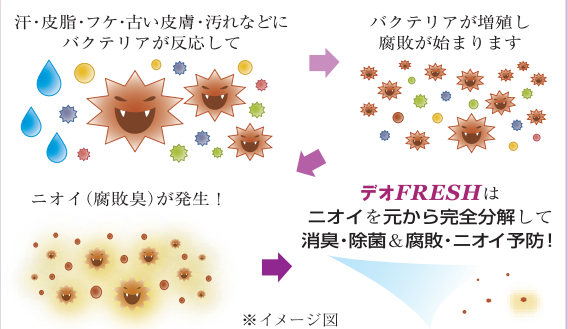 汗・皮脂・フケ・古い皮膚・汚れなどに
バクテリアが反応して
バクテリアが増殖し
腐敗が始まります
ニオイ(腐敗臭)が発生！
デオFRESHは
ニオイを元から完全分解して
消臭・除菌＆腐敗・ニオイ予防！
※イメージ図